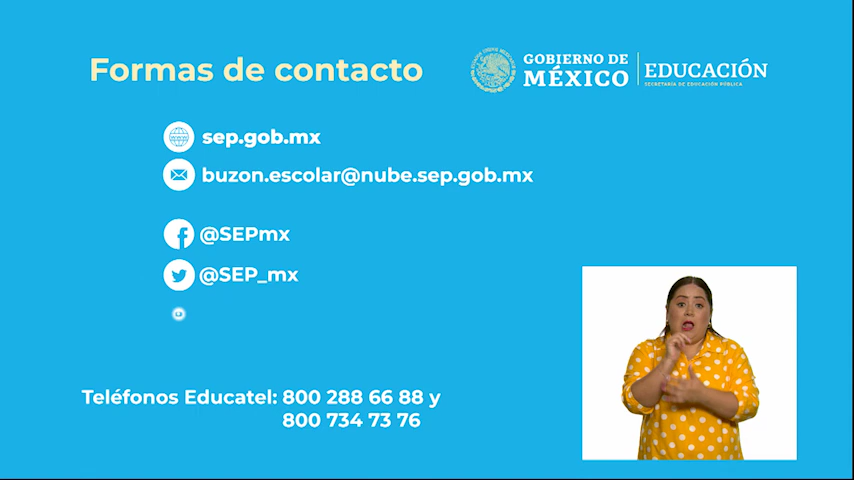 Formas de contacto
GOBIERNO DE
MÉXICO
EDUCACIÓN
SECRETARÍA DE EDUCACIÓN PÚBLICA
sep.gob.mx
buzon.escolar@nube.sep.gob.mx
@SEPmx
@SEP_mx
Teléfonos Educatel: 800 288 66 88 y
800 734 73 76